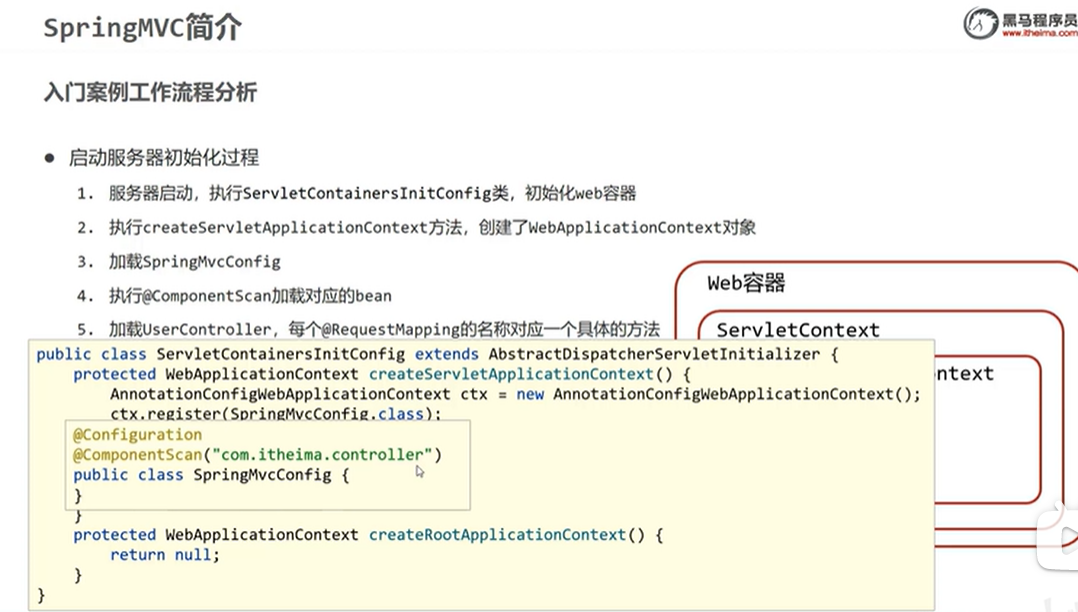 SpringMVC简介
黑马程序员
www.itheima.com
入门案例工作流程分析
● 启动服务器初始化过程
1. 服务器启动，执行ServletContainersInitConfig类，初始化web容器
2. 执行createServletApplicationContext方法，创建了WebApplicationContext对象
3. 加载SpringMvcConfig
4. 执行@ComponentScan加载对应的bean
5. 加载UserController，每个@RequestMapping的名称对应一个具体的方法
Web容器
ServletContext
ntext
public class ServletContainersInitConfig extends AbstractDispatcherServletInitializer {
protected WebApplicationContext createServletApplicationContext() {
AnnotationConfigWebApplicationContext ctx = new AnnotationConfigWebApplicationContext();
ctx.register(SpringMvcConfig.class);
@Configuration
@ComponentScan("com.itheima.controller")
public class SpringMvcConfig {
}
}
protected WebApplicationContext createRootApplicationContext() {
return null;
}
}